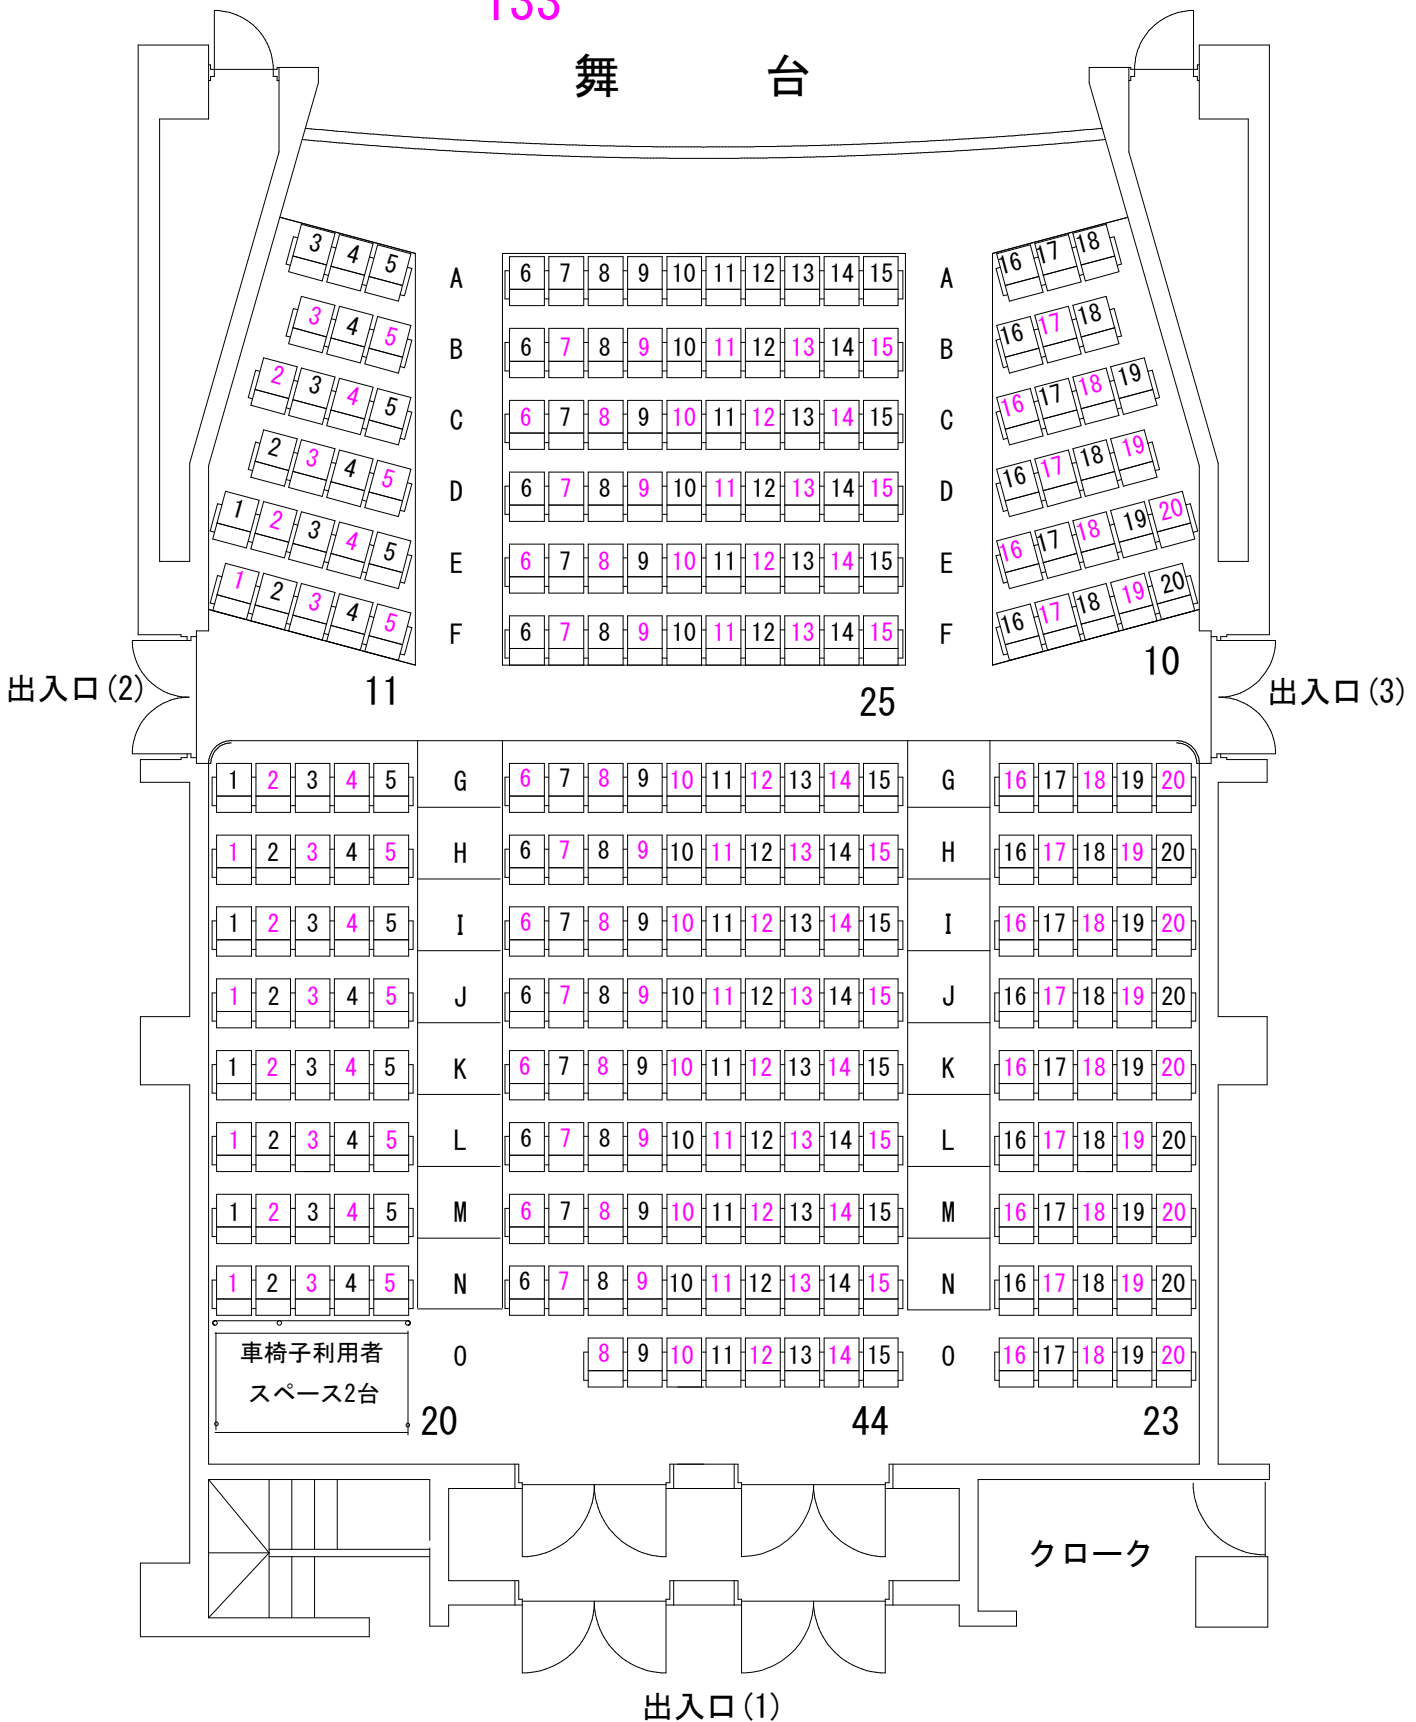 133
舞 台
3 4 5 A 6 7 8 9 10 11 12 13 14 15 A 16 17 18
3 4 5 B 6 7 8 9 10 11 12 13 14 15 B 16 17 18
2 3 4 5 C 6 7 8 9 10 11 12 13 14 15 C 16 17 18 19
2 3 4 5 D 6 7 8 9 10 11 12 13 14 15 D 16 17 18 19
1 2 3 4 5 E 6 7 8 9 10 11 12 13 14 15 E 16 17 18 19 20
1 2 3 4 5 F 6 7 8 9 10 11 12 13 14 15 F 16 17 18 19 20
出入口(2) 11 25 10 出入口(3)
1 2 3 4 5 G 6 7 8 9 10 11 12 13 14 15 G 16 17 18 19 20
1 2 3 4 5 H 6 7 8 9 10 11 12 13 14 15 H 16 17 18 19 20
1 2 3 4 5 I 6 7 8 9 10 11 12 13 14 15 I 16 17 18 19 20
1 2 3 4 5 J 6 7 8 9 10 11 12 13 14 15 J 16 17 18 19 20
1 2 3 4 5 K 6 7 8 9 10 11 12 13 14 15 K 16 17 18 19 20
1 2 3 4 5 L 6 7 8 9 10 11 12 13 14 15 L 16 17 18 19 20
1 2 3 4 5 M 6 7 8 9 10 11 12 13 14 15 M 16 17 18 19 20
1 2 3 4 5 N 6 7 8 9 10 11 12 13 14 15 N 16 17 18 19 20
車椅子利用者 O 8 9 10 11 12 13 14 15 O 16 17 18 19 20
スペース2台
20 44 23
クローク
出入口(1)